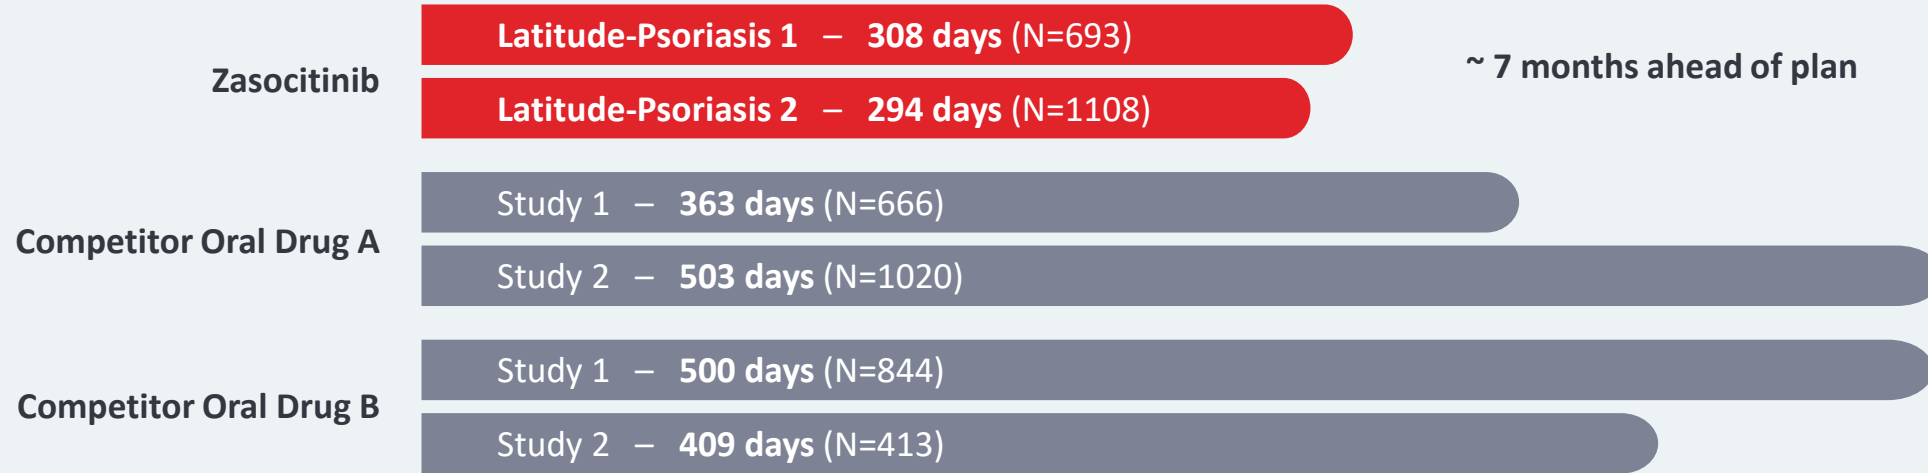 Zasocitinib
Latitude-Psoriasis 1 – 308 days (N=693)
~ 7 months ahead of plan
Latitude-Psoriasis 2 – 294 days (N=1108)
Competitor Oral Drug A
Study 1 – 363 days (N=666)
Study 2 – 503 days (N=1020)
Competitor Oral Drug B
Study 1 – 500 days (N=844)
Study 2 – 409 days (N=413)